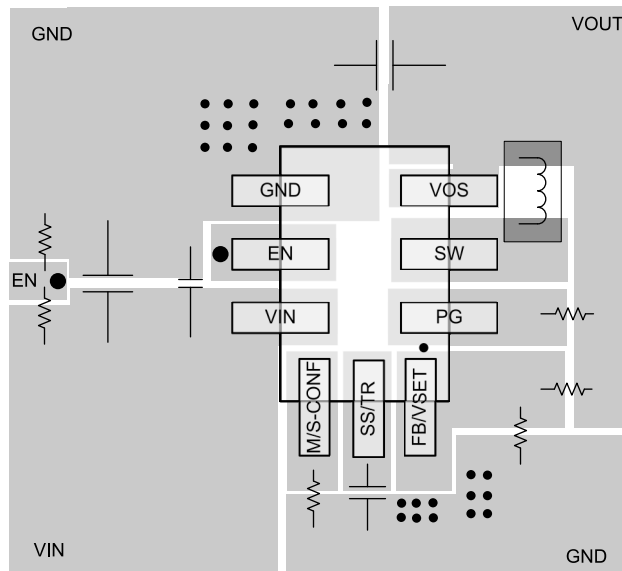 GND
VOUT
GND
VOS
EN
EN
SW
VIN
PG
M/S-CONF
SS/TR
FB/VSET
VIN
GND